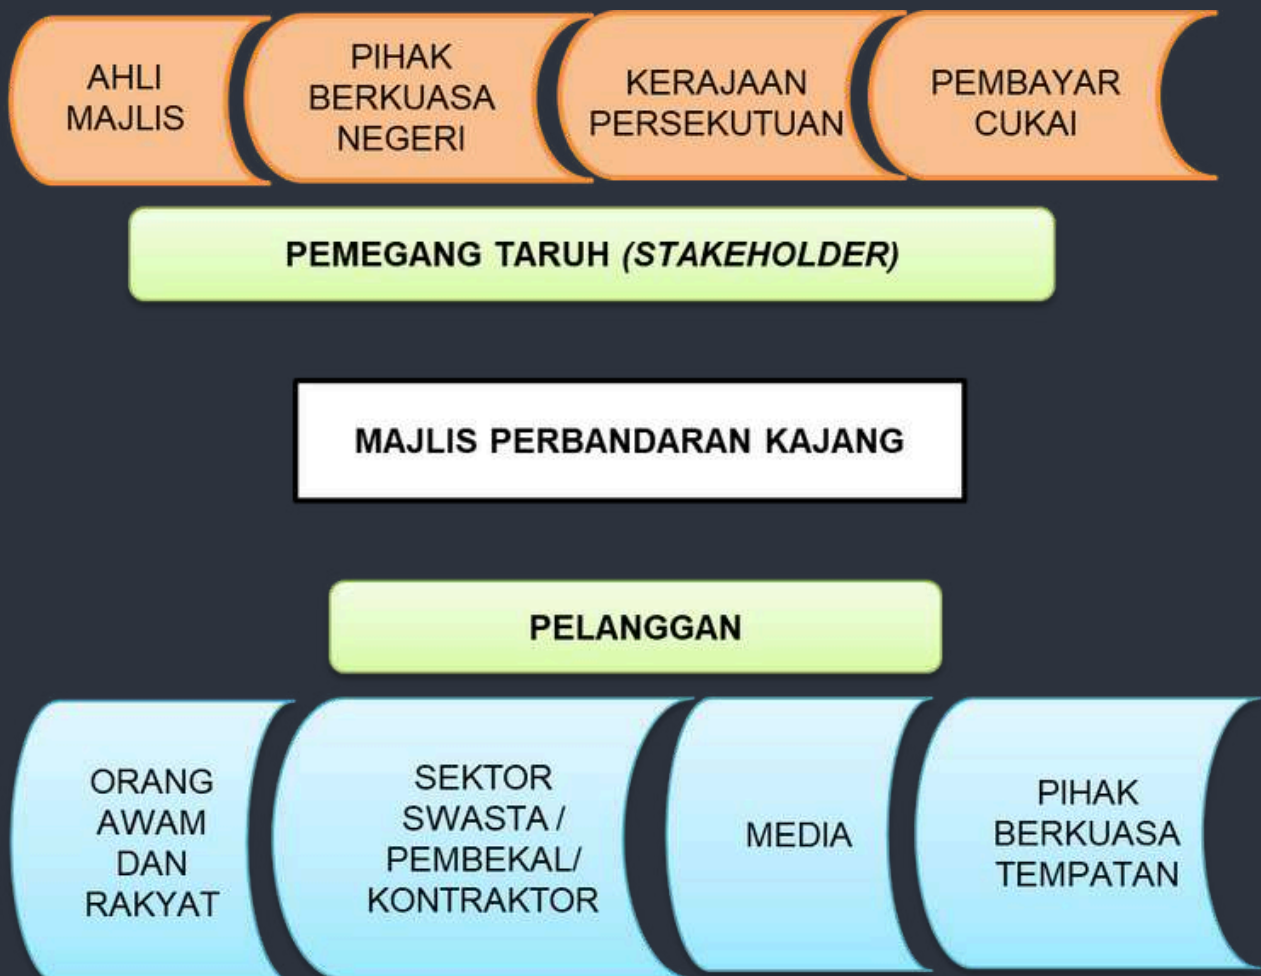 AHLI
MAJLIS
PIHAK
BERKUASA
NEGERI
KERAJAAN
PERSEKUTUAN
PEMBAYAR
CUKAI
PEMEGANG TARUH (STAKEHOLDER)
MAJLIS PERBANDARAN KAJANG
PELANGGAN
ORANG
AWAM
DAN
RAKYAT
SEKTOR
SWASTA /
PEMBEKAL/
KONTRAKTOR
MEDIA
PIHAK
BERKUASA
TEMPATAN